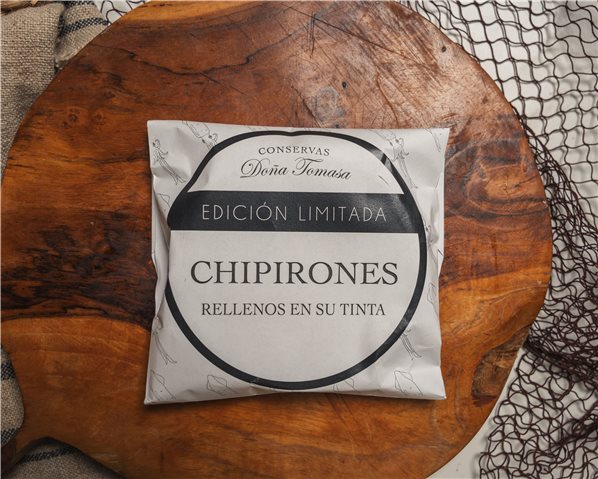 CONSERVAS
Doña Tomasa
EDICIÓN LIMITADA
CHIPIRONES
RELLENOS EN SU TINTA